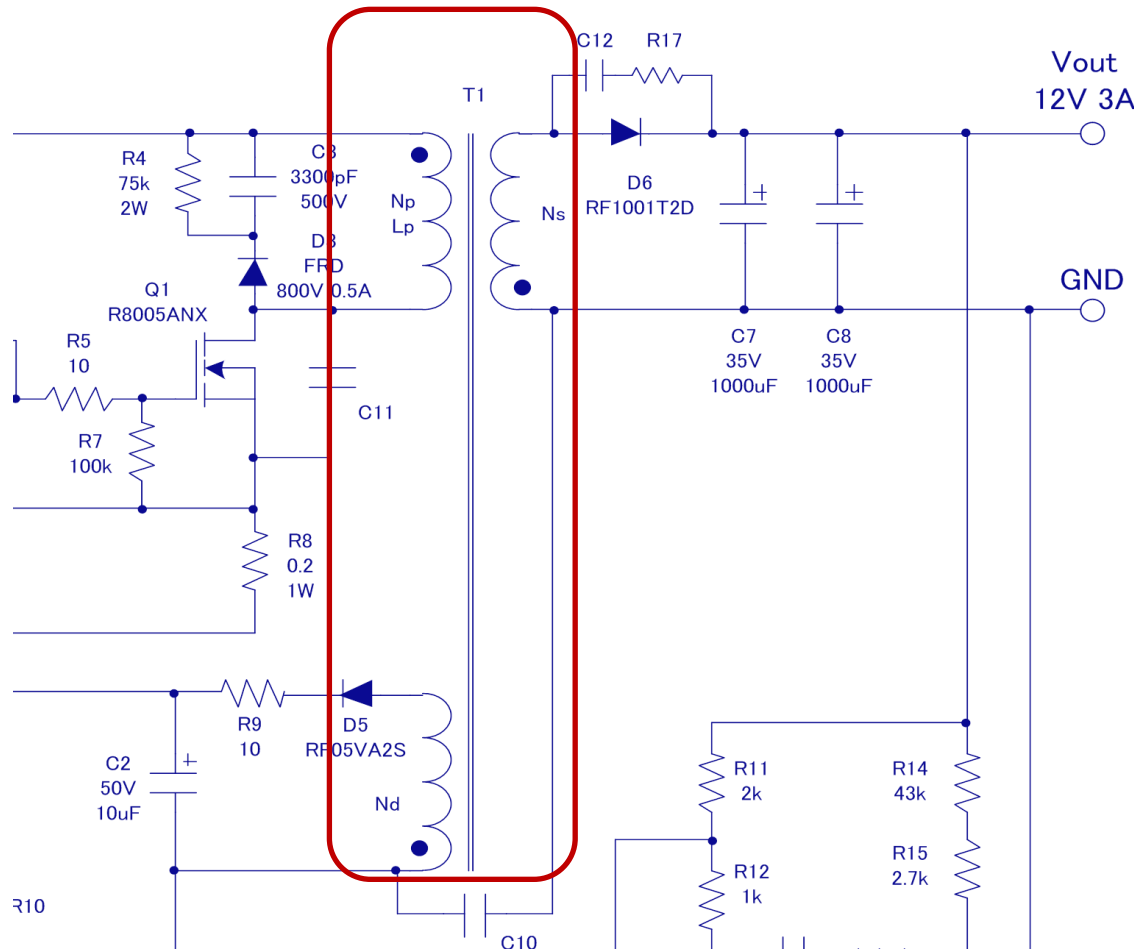 C12
R17
Vout
12V 3A
T1
R4
75k
2W
C3
3300pF
500V
Np
Lp
Ns
D6
RF1001T2D
D3
FRD
800V 0.5A
GND
Q1
R8005ANX
R5
10
C7
35V
1000uF
C8
35V
1000uF
C11
R7
100k
R8
0.2
1W
R9
10
D5
RF05VA2S
C2
50V
10uF
Nd
R11
2k
R14
43k
R12
1k
R15
2.7k
R10
C10